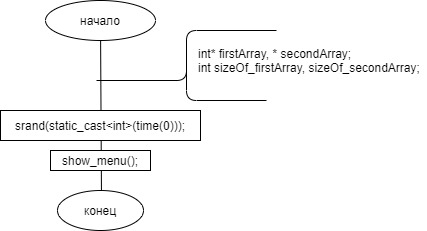 начало
int* firstArray, * secondArray;
int sizeOf_firstArray, sizeOf_secondArray;
srand(static_cast<int>(time(0)));
show_menu();
конец